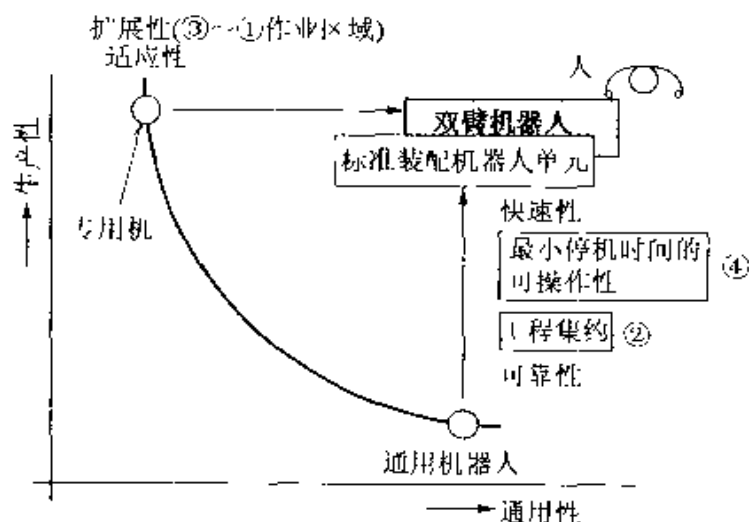 扩展性(③~①作业区域)
适应性
人
双臂机器人
标准装配机器人单元
生产性
专用机
快速性
最小停机时间的
可操作性
④
工程集约
②
可靠性
通用机器人
通用性